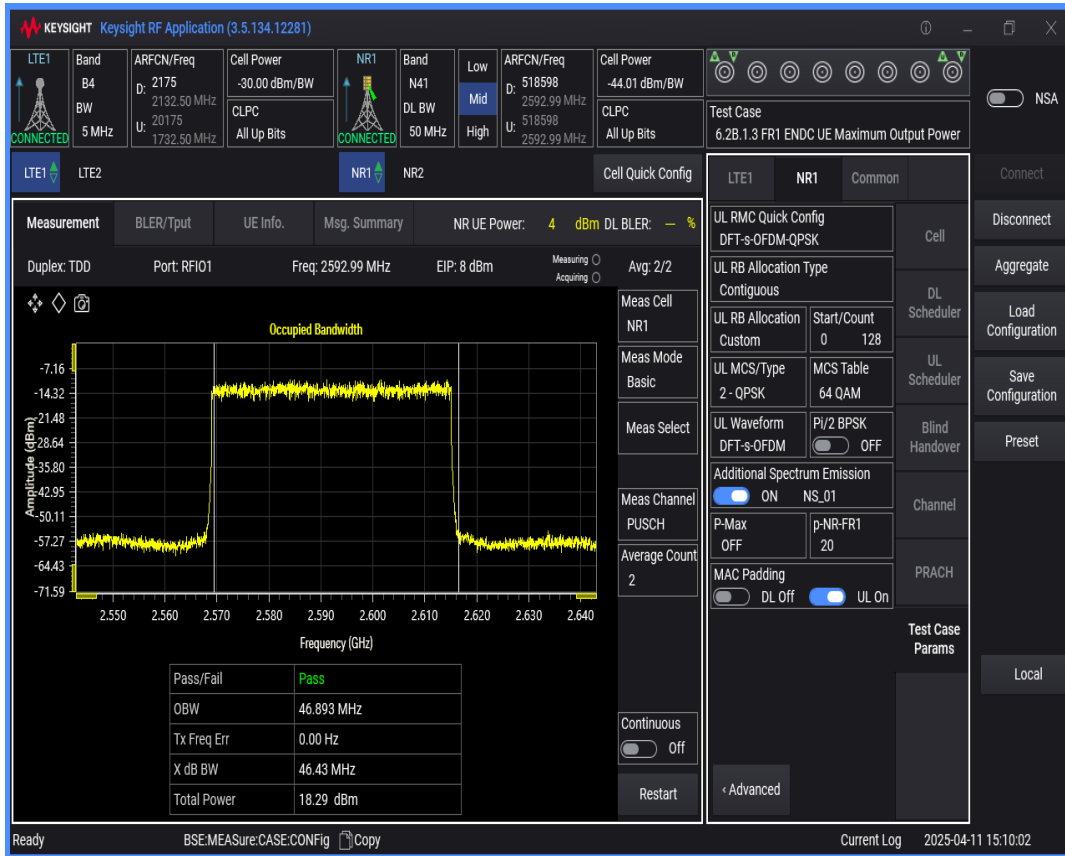 KEYSIGHT Keysight RF Application (3.5.134.12281)
LTE1
CONNECTED
Band
B4
BW
5 MHz
ARFCN/Freq
D: 2175
2132.50 MHz
U: 20175
1732.50 MHz
Cell Power
-30.00 dBm/BW
CLPC
All Up Bits
NR1
CONNECTED
Band
N41
DL BW
50 MHz
Low
Mid
High
ARFCN/Freq
D: 518598
2592.99 MHz
U: 518598
2592.99 MHz
Cell Power
-44.01 dBm/BW
CLPC
All Up Bits
Test Case
6.2B.1.3 FR1 ENDC UE Maximum Output Power
NSA
LTE1 LTE2 NR1 NR2 Cell Quick Config
Measurement BLER/Tput UE Info. Msg. Summary NR UE Power: 4 dBm DL BLER: — %
Duplex: TDD Port: RFIO1 Freq: 2592.99 MHz EIP: 8 dBm Measuring Acquiring Avg: 2/2
Occupied Bandwidth
Amplitude (dBm)
-7.16
-14.32
-21.48
-28.64
-35.80
-42.95
-50.11
-57.27
-64.43
-71.59
2.550 2.560 2.570 2.580 2.590 2.600 2.610 2.620 2.630 2.640
Frequency (GHz)
Pass/Fail Pass
OBW 46.893 MHz
Tx Freq Err 0.00 Hz
X dB BW 46.43 MHz
Total Power 18.29 dBm
Meas Cell
NR1
Meas Mode
Basic
Meas Select
Meas Channel
PUSCH
Average Count
2
Continuous
Off
Restart
LTE1 NR1 Common
UL RMC Quick Config
DFT-s-OFDM-QPSK
UL RB Allocation Type
Contiguous
UL RB Allocation
Custom
Start/Count
0 128
UL MCS/Type
2 - QPSK
MCS Table
64 QAM
UL Waveform
DFT-s-OFDM
Pi/2 BPSK
OFF
Additional Spectrum Emission
ON NS_01
P-Max
OFF
p-NR-FR1
20
MAC Padding
DL Off UL On
< Advanced
Cell
DL
Scheduler
UL
Scheduler
Blind
Handover
Channel
PRACH
Test Case
Params
Connect
Disconnect
Aggregate
Load
Configuration
Save
Configuration
Preset
Local
Ready BSE:MEASure:CASE:CONFig Copy Current Log 2025-04-11 15:10:02